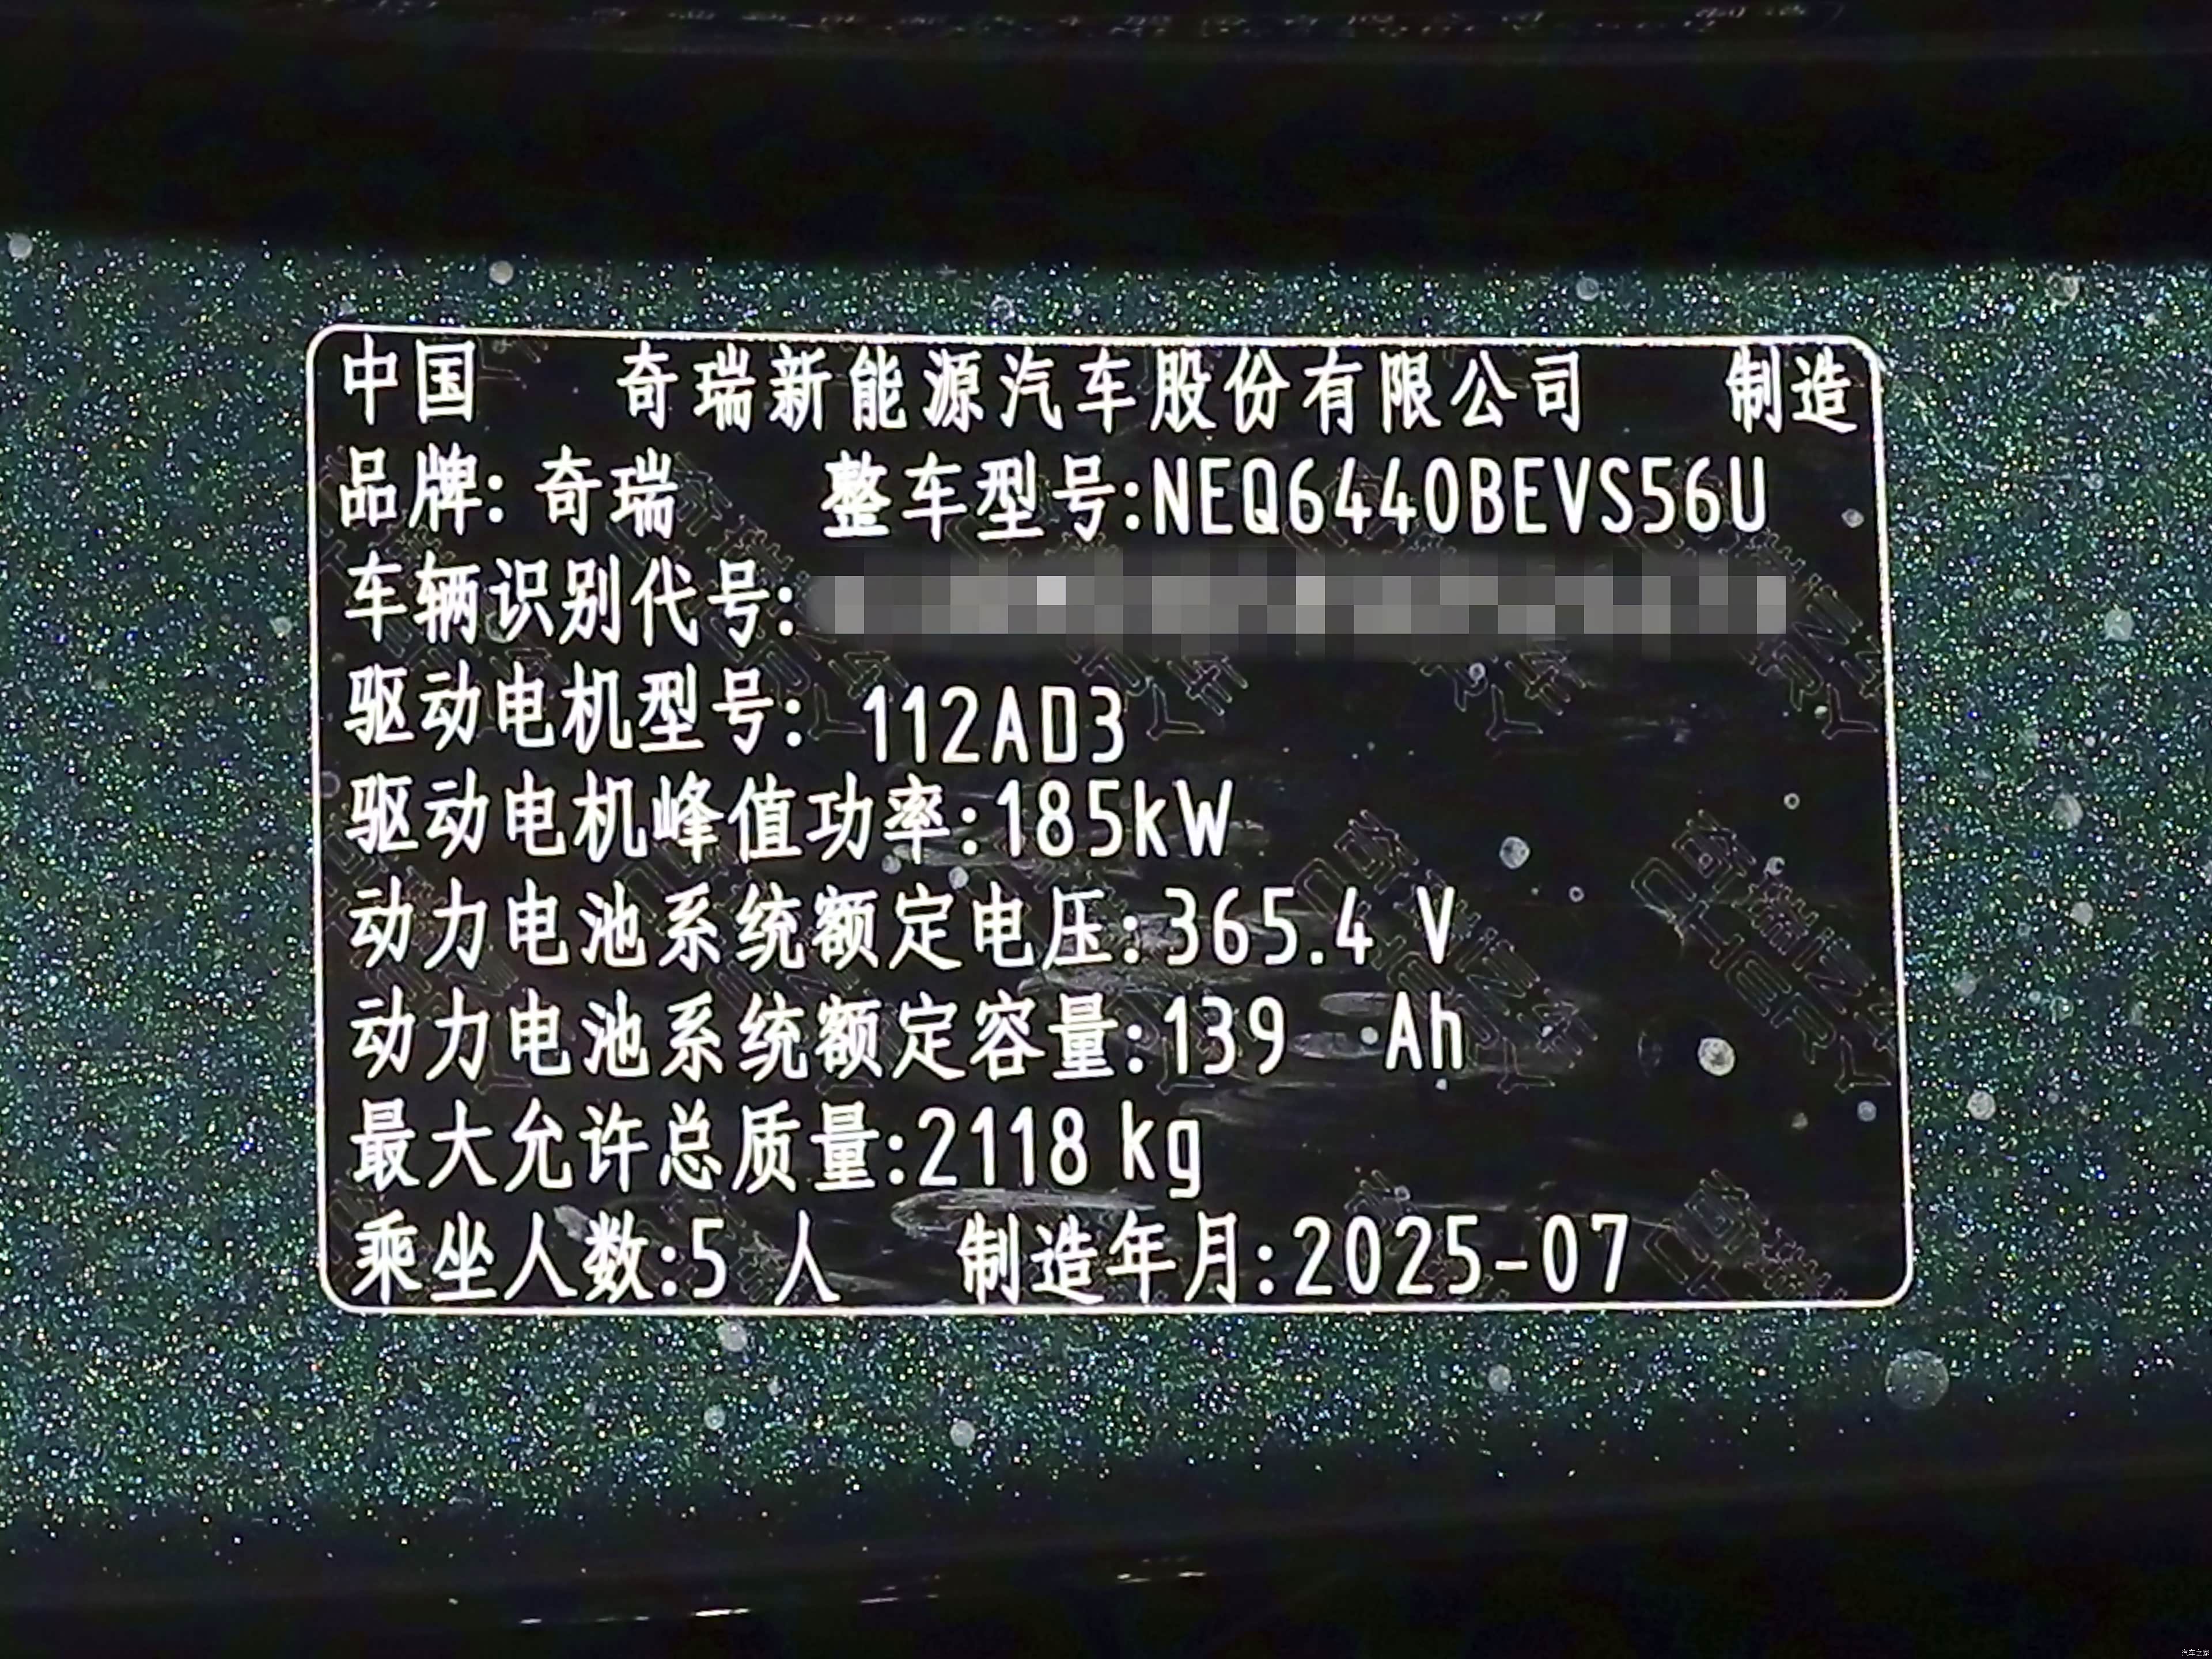 中国 奇瑞新能源汽车股份有限公司 制造
品牌: 奇瑞 整车型号:NEQ6440BEVS56U
车辆识别代号:
驱动电机型号: 112AD3
驱动电机峰值功率:185kW
动力电池系统额定电压:365.4 V
动力电池系统额定容量:139 Ah
最大允许总质量:2118 kg
乘坐人数:5 人 制造年月:2025-07
汽车之家